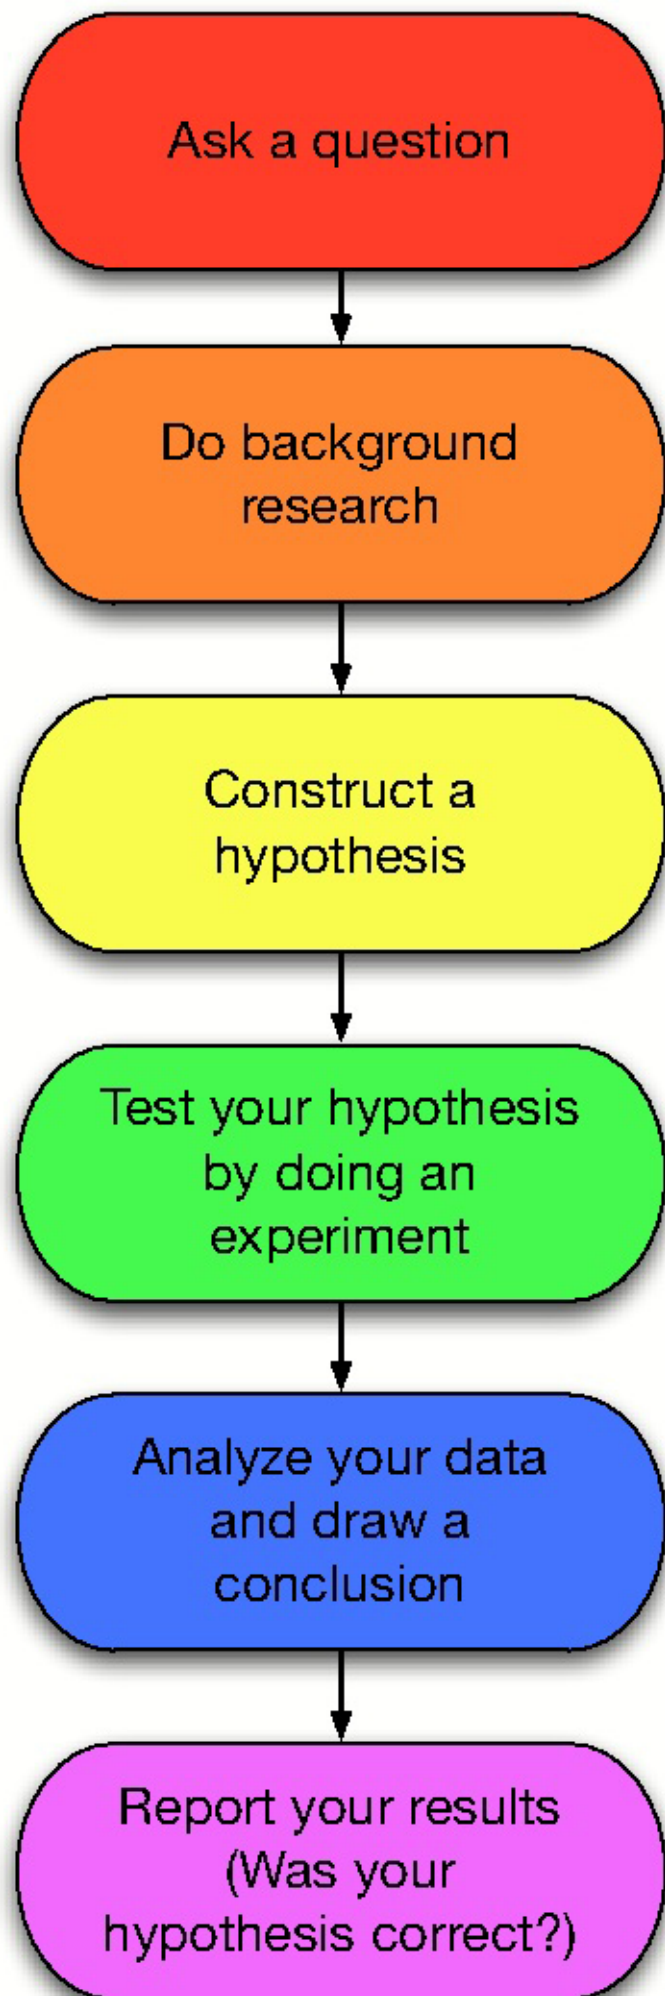 Ask a question
Do background
research
Construct a
hypothesis
Test your hypothesis
by doing an
experiment
Analyze your data
and draw a
conclusion
Report your results
(Was your
hypothesis correct?)